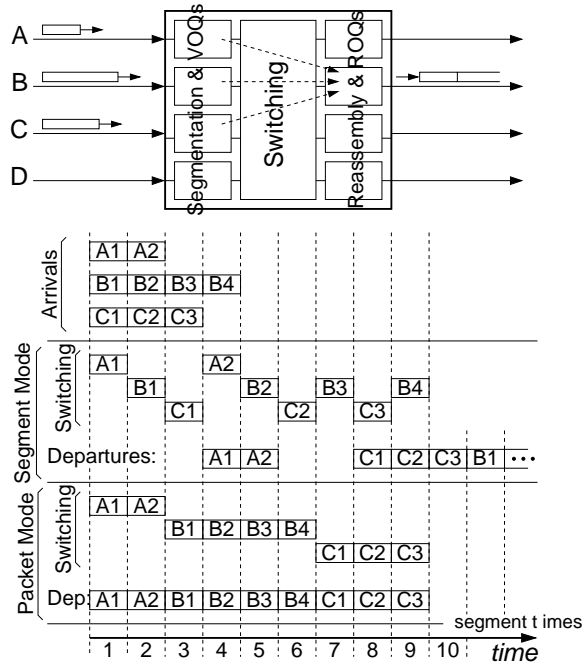 A
B
C
D
Segmentation & VOQs
Switching
Reassembly & ROQs
Arrivals
A1 A2
B1 B2 B3 B4
C1 C2 C3
Segment Mode
Switching
A1 A2
B1 B2 B3 B4
C1 C2 C3
Departures: A1 A2 C1 C2 C3 B1 •••
Packet Mode
Switching
A1 A2
B1 B2 B3 B4
C1 C2 C3
Dep: A1 A2 B1 B2 B3 B4 C1 C2 C3
segment t imes
1 2 3 4 5 6 7 8 9 10 time